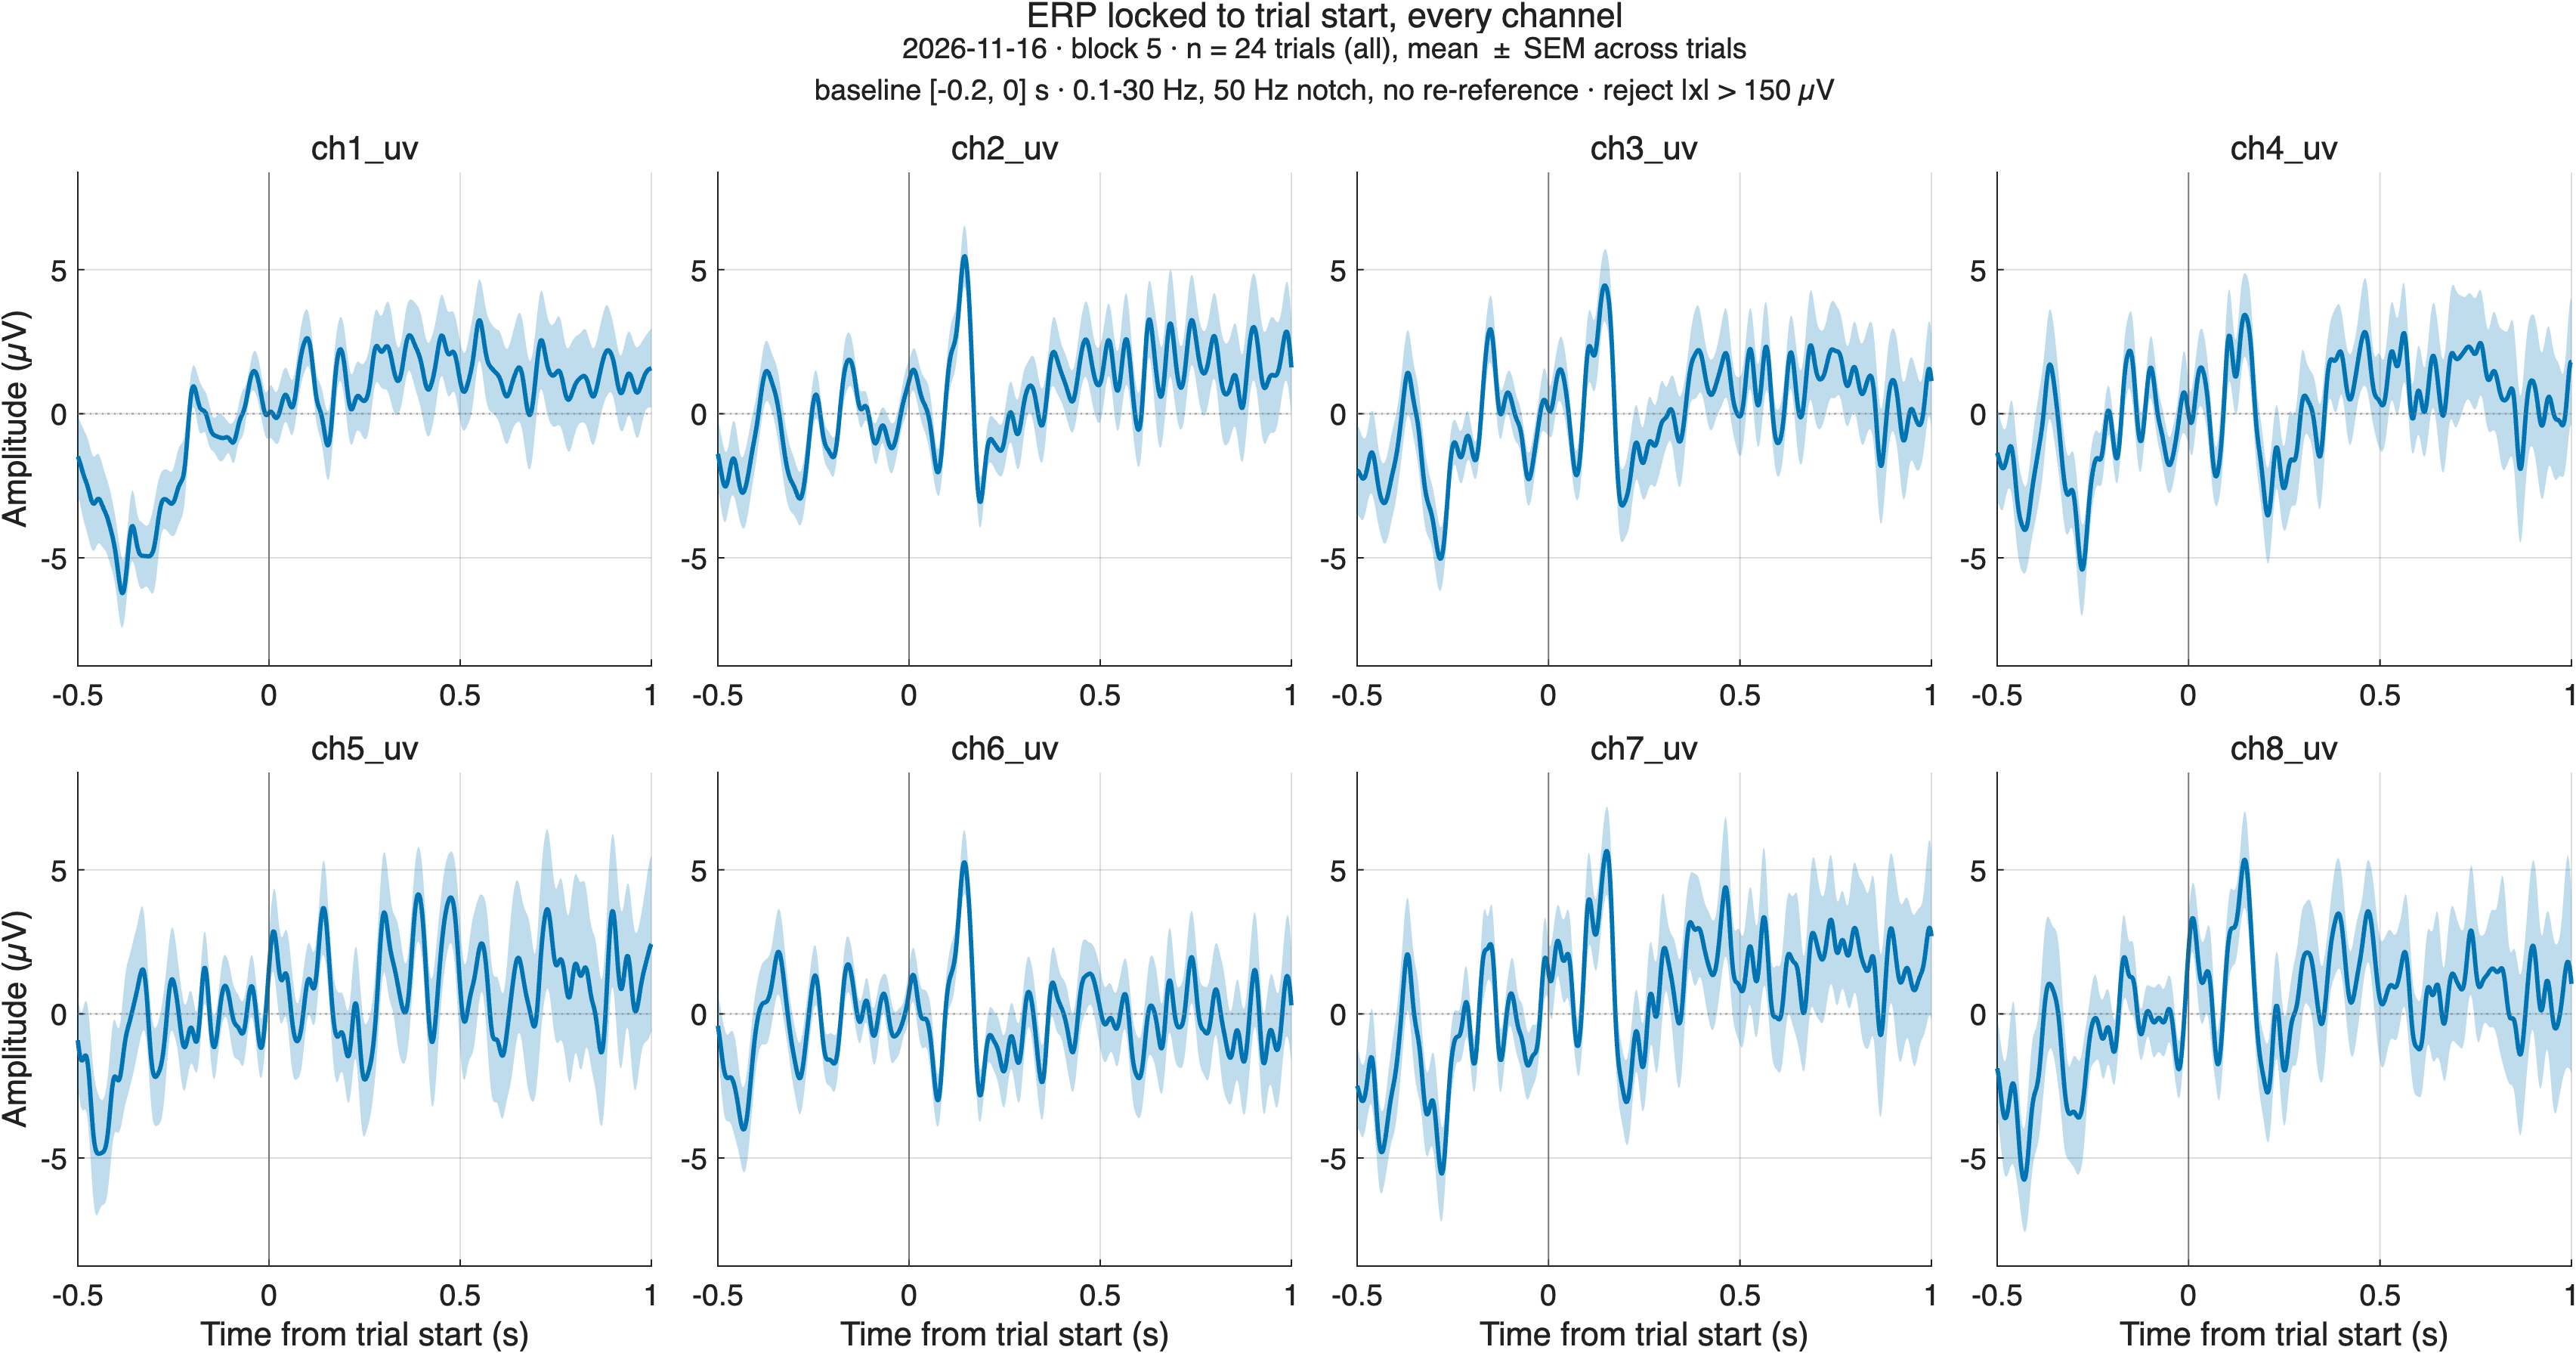 ERP locked to trial start, every channel
2026-11-16 · block 5 · n = 24 trials (all), mean ± SEM across trials
baseline [-0.2, 0] s · 0.1-30 Hz, 50 Hz notch, no re-reference · reject |x| > 150 µV
ch1_uv
ch2_uv
ch3_uv
ch4_uv
Amplitude (µV)
5
0
-5
-0.5 0 0.5 1
5
0
-5
-0.5 0 0.5 1
5
0
-5
-0.5 0 0.5 1
5
0
-5
-0.5 0 0.5 1
ch5_uv
ch6_uv
ch7_uv
ch8_uv
Amplitude (µV)
5
0
-5
-0.5 0 0.5 1
Time from trial start (s)
5
0
-5
-0.5 0 0.5 1
Time from trial start (s)
5
0
-5
-0.5 0 0.5 1
Time from trial start (s)
5
0
-5
-0.5 0 0.5 1
Time from trial start (s)